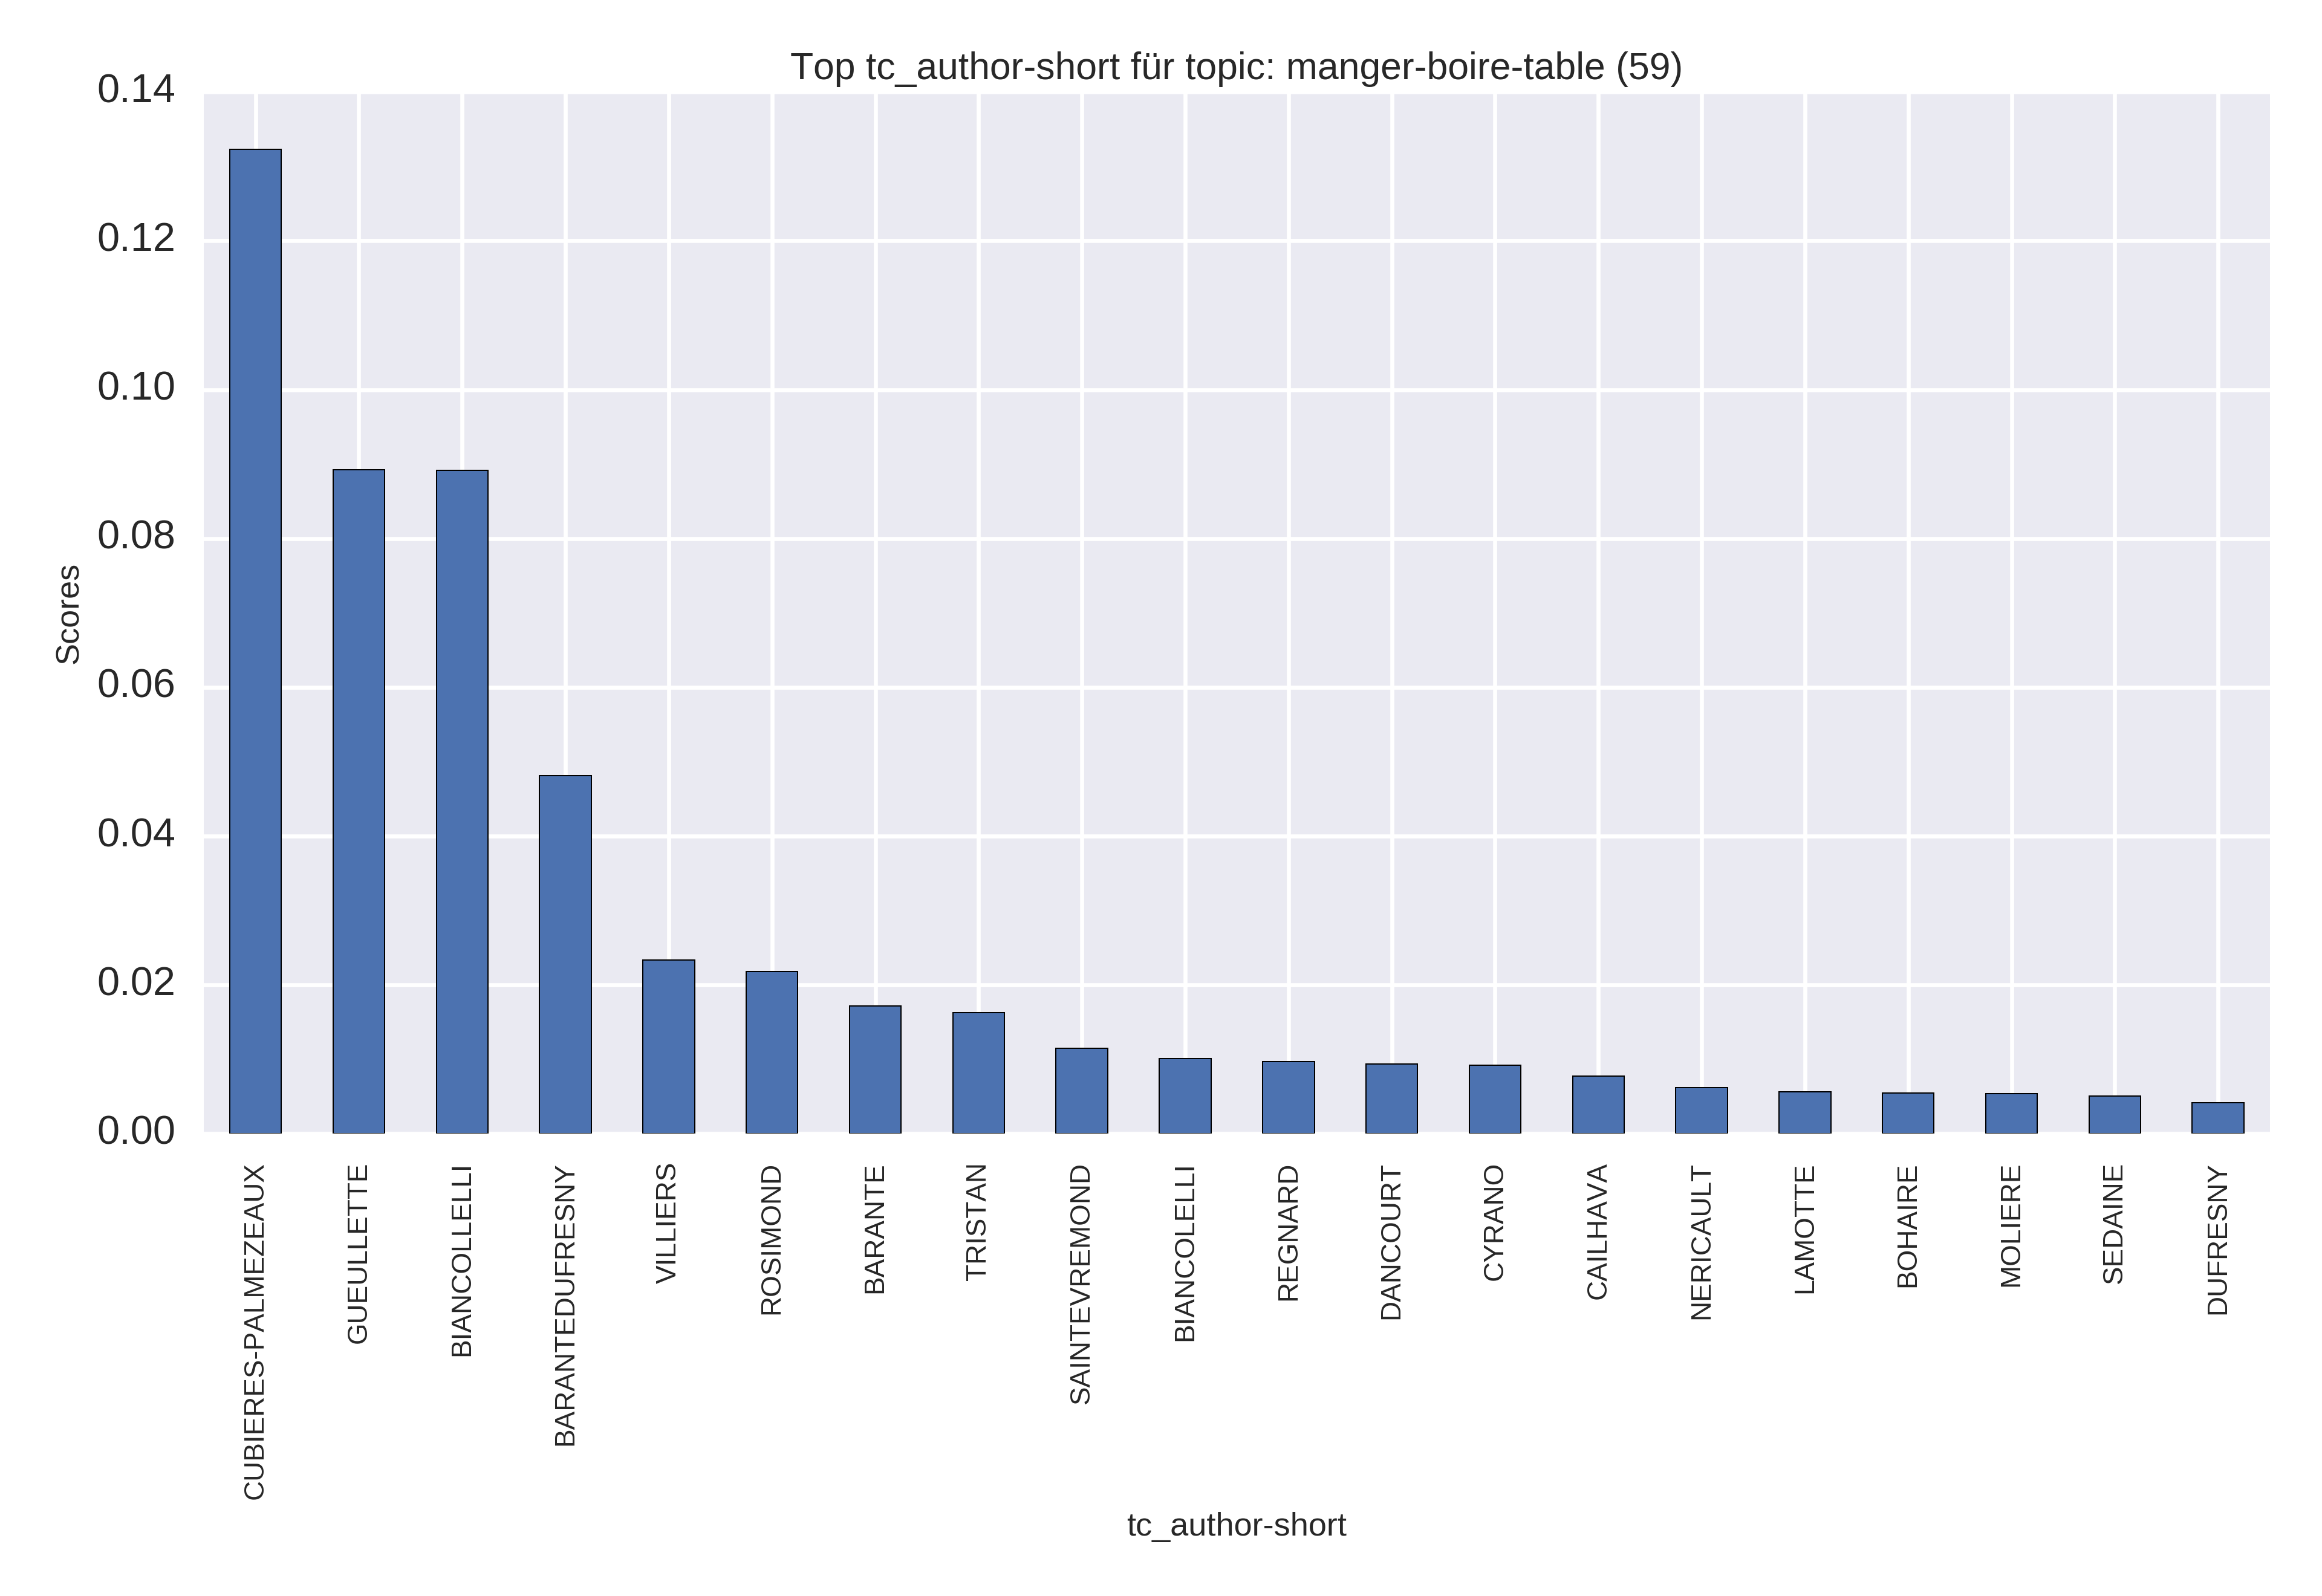 Top tc_author-short für topic: manger-boire-table (59)
0.14
0.12
0.10
0.08
0.06
0.04
0.02
0.00
Scores
CUBIERES-PALMEZEAUX
GUEULLETTE
BIANCOLLELLI
BARANTEDUFRESNY
VILLIERS
ROSIMOND
BARANTE
TRISTAN
SAINTEVREMOND
BIANCOLELLI
REGNARD
DANCOURT
CYRANO
CAILHAVA
NERICAULT
LAMOTTE
BOHAIRE
MOLIERE
SEDAINE
DUFRESNY
tc_author-short